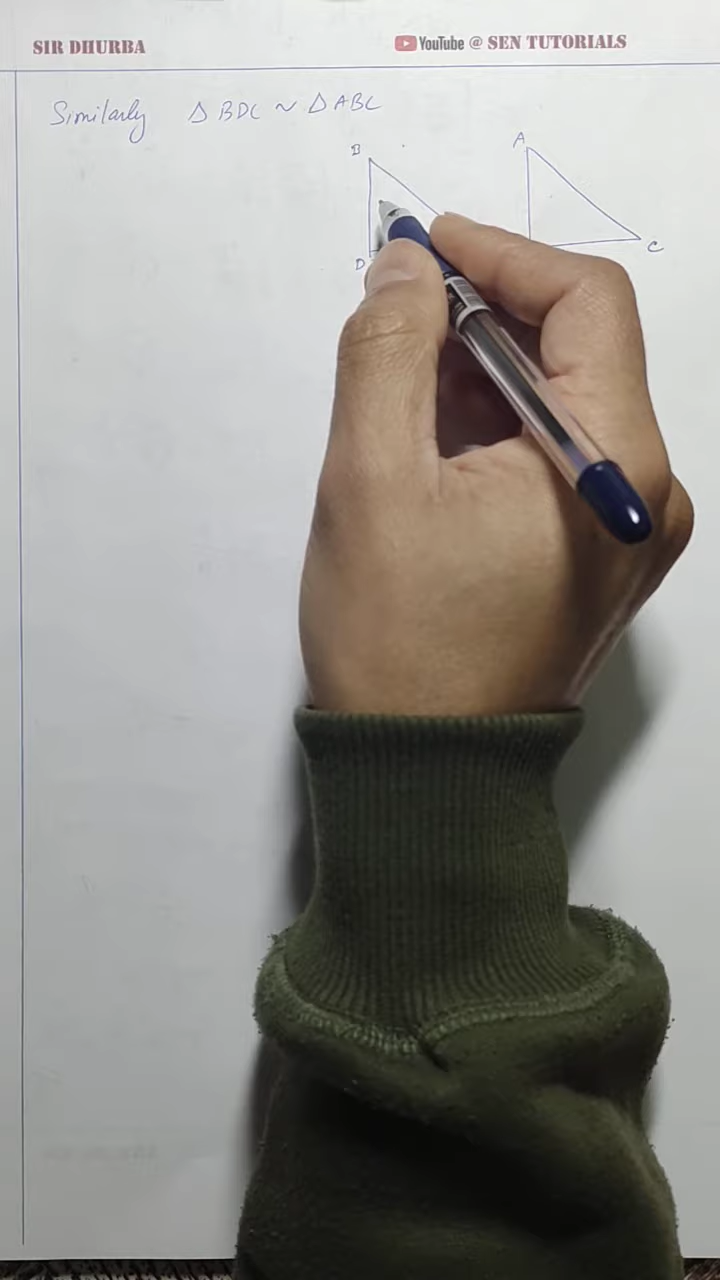 SIR DHURBA
YouTube @ SEN TUTORIALS
Similarly Δ BDC ~ Δ ABC
B
A
D
C